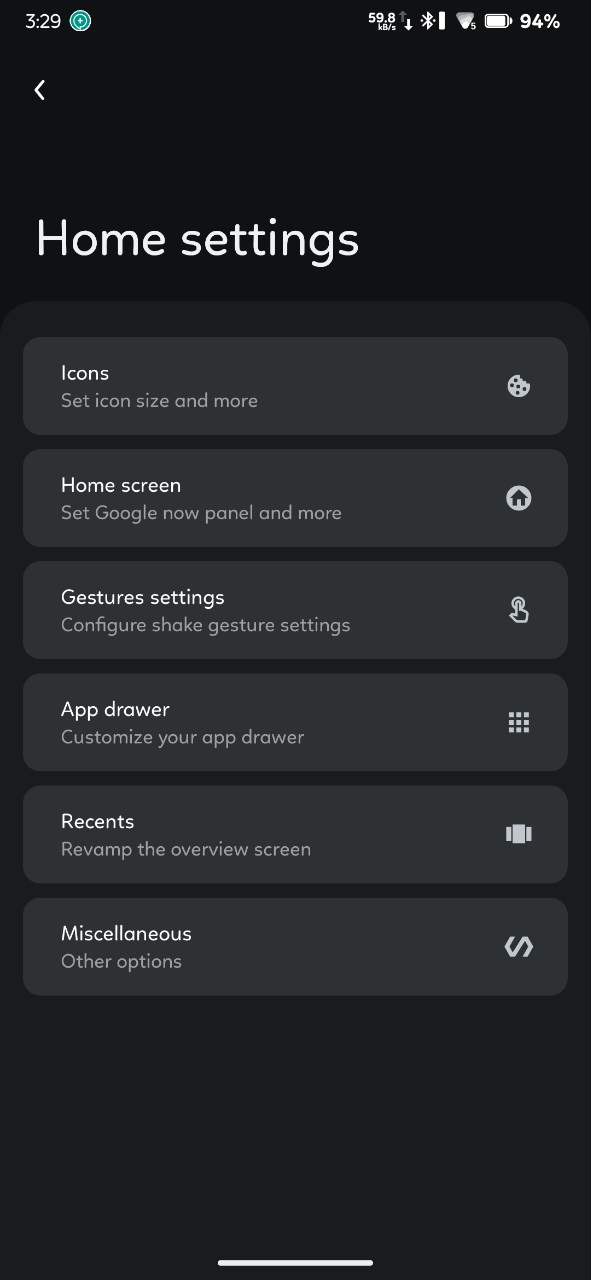 3:29
59.8
kB/s
5
94%
Home settings
Icons
Set icon size and more
Home screen
Set Google now panel and more
Gestures settings
Configure shake gesture settings
App drawer
Customize your app drawer
Recents
Revamp the overview screen
Miscellaneous
Other options